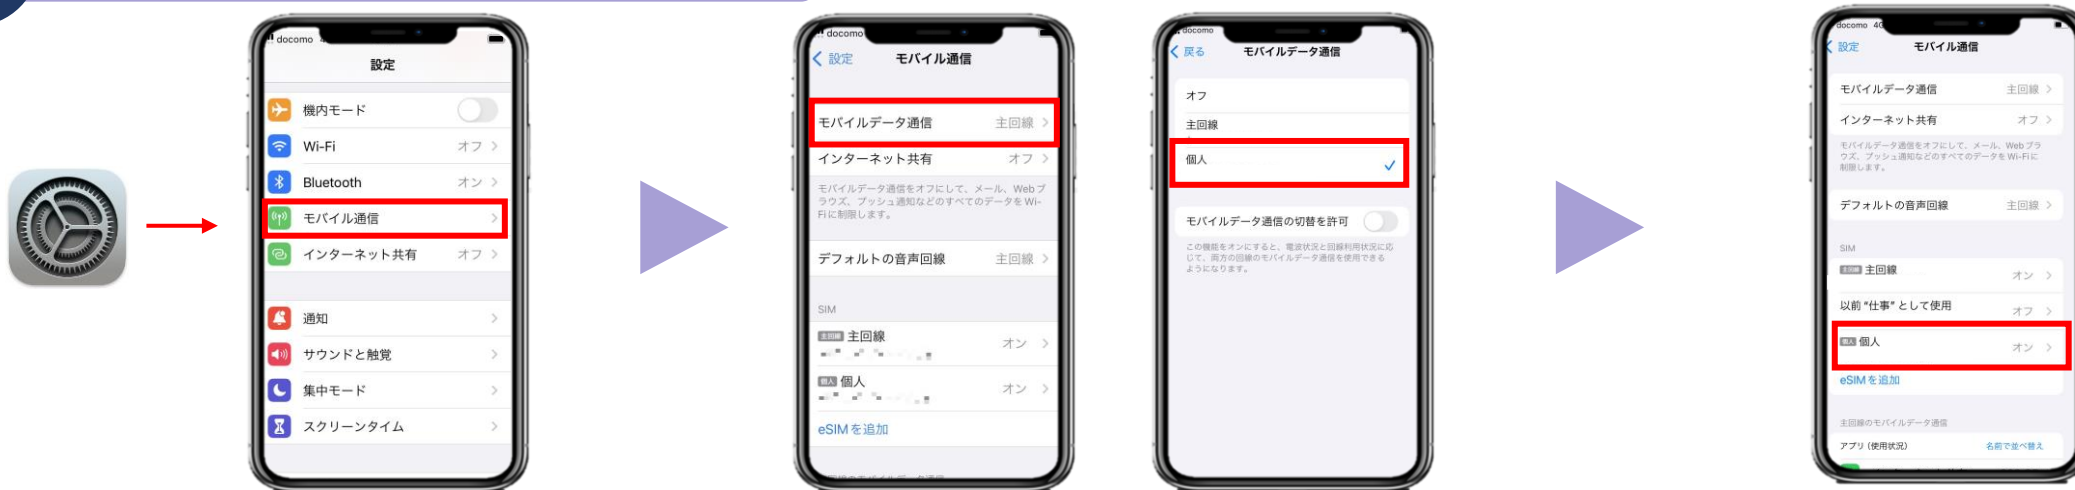 docomo
設定
機内モード
Wi-Fi
オフ
Bluetooth
オン
モバイル通信
インターネット共有
オフ
通知
サウンドと触覚
集中モード
スクリーンタイム
docomo
設定
モバイル通信
モバイルデータ通信
主回線
インターネット共有
オフ
モバイルデータ通信をオフにして、メール、Webブ
ラウズ、プッシュ通知などのすべてのデータをWi-
Fiに制限します。
デフォルトの音声回線
主回線
SIM
主回線 主回線
オン
個人 個人
オン
eSIMを追加
docomo
戻る
モバイルデータ通信
オフ
主回線
個人
モバイルデータ通信の切替を許可
この機能をオンにすると、電波状況と回線利用状況に応
じて、両方の回線のモバイルデータ通信を使用できる
ようになります。
docomo 4G
設定
モバイル通信
モバイルデータ通信
主回線
インターネット共有
オフ
モバイルデータ通信をオフにして、メール、Webブラ
ウズ、プッシュ通知などのすべてのデータをWi-Fiに
制限します。
デフォルトの音声回線
主回線
SIM
主回線 主回線
オン
以前“仕事”として使用
オフ
個人 個人
オン
eSIMを追加
主回線のモバイルデータ通信
アプリ（使用状況）
名前で並べ替え